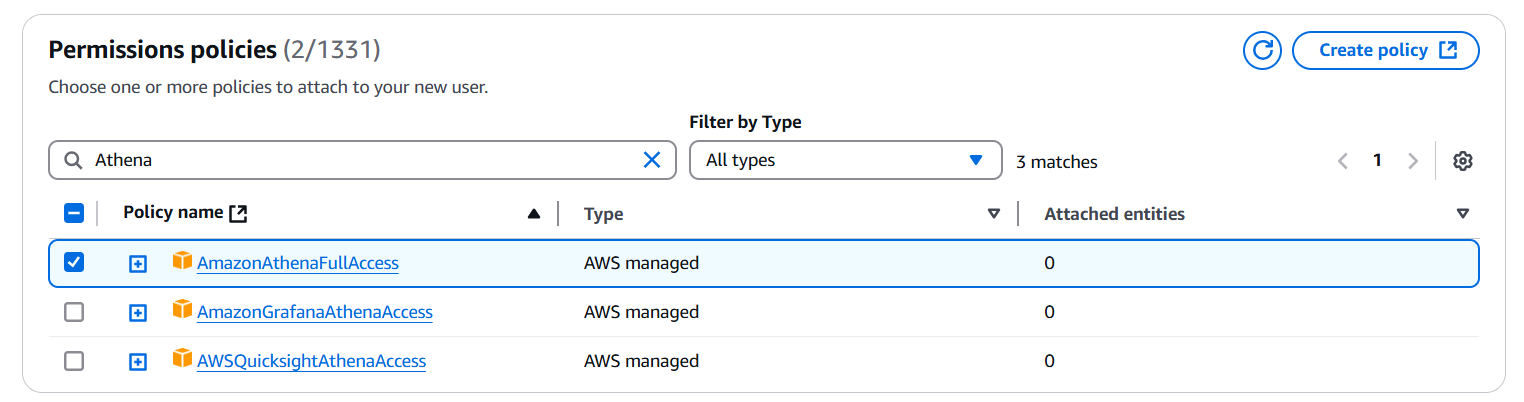 Permissions policies (2/1331)
Create policy
Choose one or more policies to attach to your new user.
Filter by Type
Athena
All types
3 matches
1
Policy name
Type
Attached entities
AmazonAthenaFullAccess AWS managed 0
AmazonGrafanaAthenaAccess AWS managed 0
AWSQuicksightAthenaAccess AWS managed 0